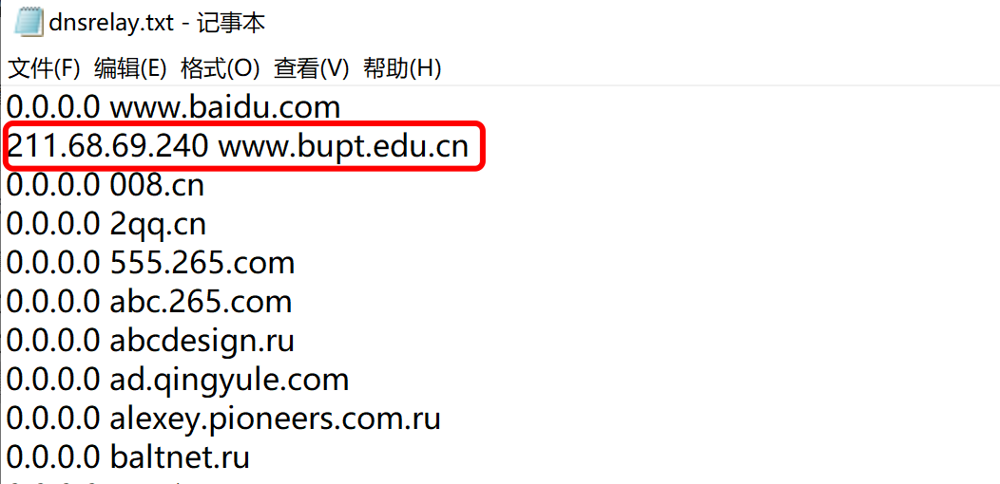 dnsrelay.txt - 记事本
文件(F) 编辑(E) 格式(O) 查看(V) 帮助(H)
0.0.0.0 www.baidu.com
211.68.69.240 www.bupt.edu.cn
0.0.0.0 008.cn
0.0.0.0 2qq.cn
0.0.0.0 555.265.com
0.0.0.0 abc.265.com
0.0.0.0 abcdesign.ru
0.0.0.0 ad.qingyule.com
0.0.0.0 alexey.pioneers.com.ru
0.0.0.0 baltnet.ru